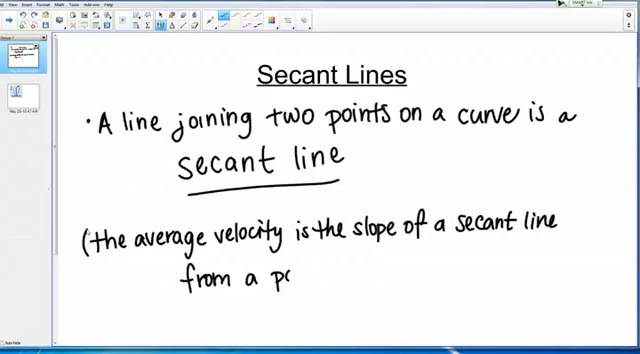 Secant Lines
• A line joining two points on a curve is a
secant line
(the average velocity is the slope of a secant line
from a po